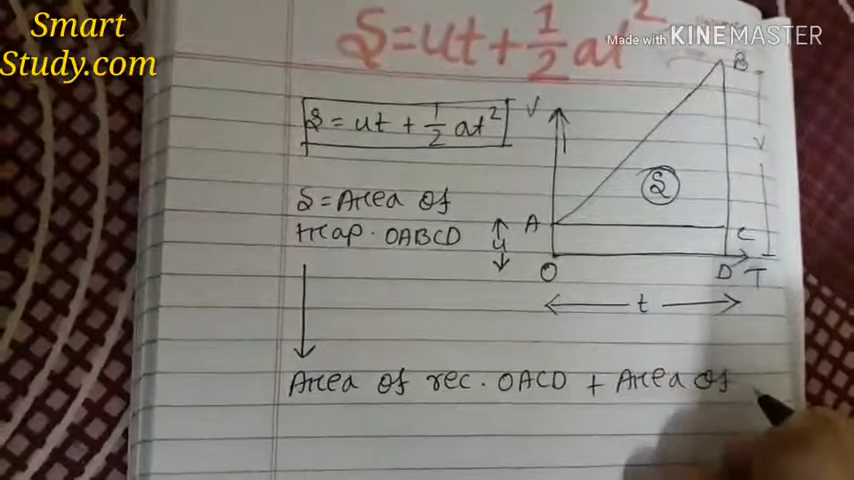 Smart
Study.com
Made with KINEMASTER
S = ut + 1/2 at²
S = ut + 1/2 at²
S = Area of
trap. OABCD
Area of rec. OACD + Area of
V
B
V
S
A
u
C
O
D
T
t